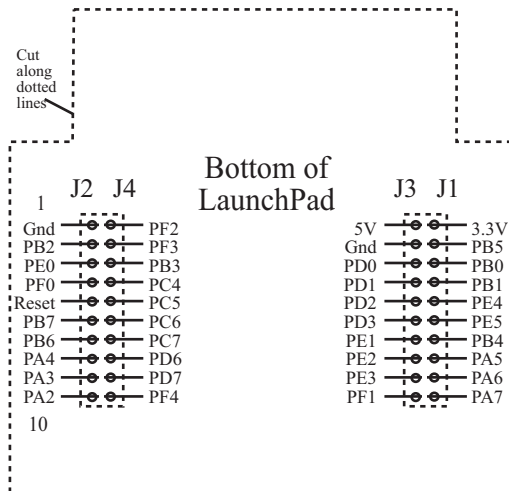 Cut
along
dotted
lines
Bottom of
LaunchPad
J2 J4
J3 J1
1
Gnd PF2 5V 3.3V
PB2 PF3 Gnd PB5
PE0 PB3 PD0 PB0
PF0 PC4 PD1 PB1
Reset PC5 PD2 PE4
PB7 PC6 PD3 PE5
PB6 PC7 PE1 PB4
PA4 PD6 PE2 PA5
PA3 PD7 PE3 PA6
PA2 PF4 PF1 PA7
10